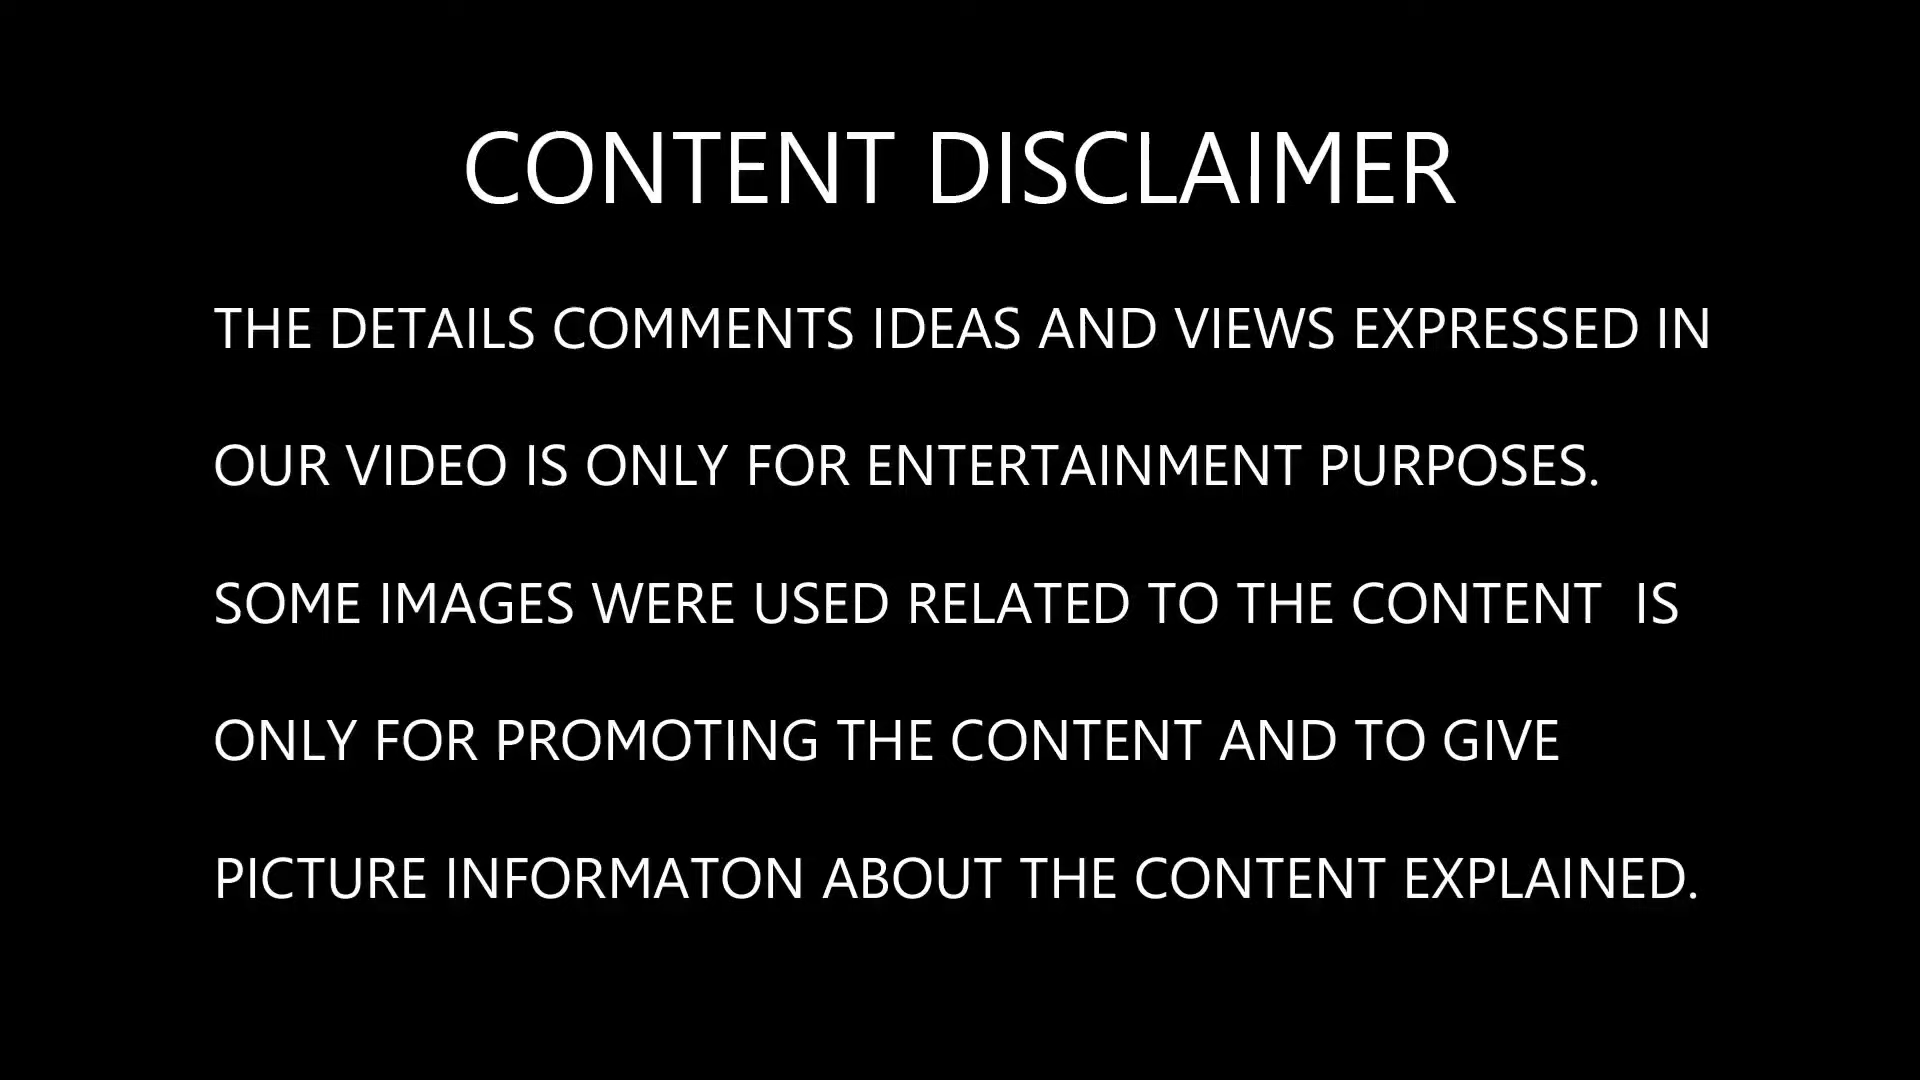 CONTENT DISCLAIMER
THE DETAILS COMMENTS IDEAS AND VIEWS EXPRESSED IN
OUR VIDEO IS ONLY FOR ENTERTAINMENT PURPOSES.
SOME IMAGES WERE USED RELATED TO THE CONTENT  IS
ONLY FOR PROMOTING THE CONTENT AND TO GIVE
PICTURE INFORMATON ABOUT THE CONTENT EXPLAINED.